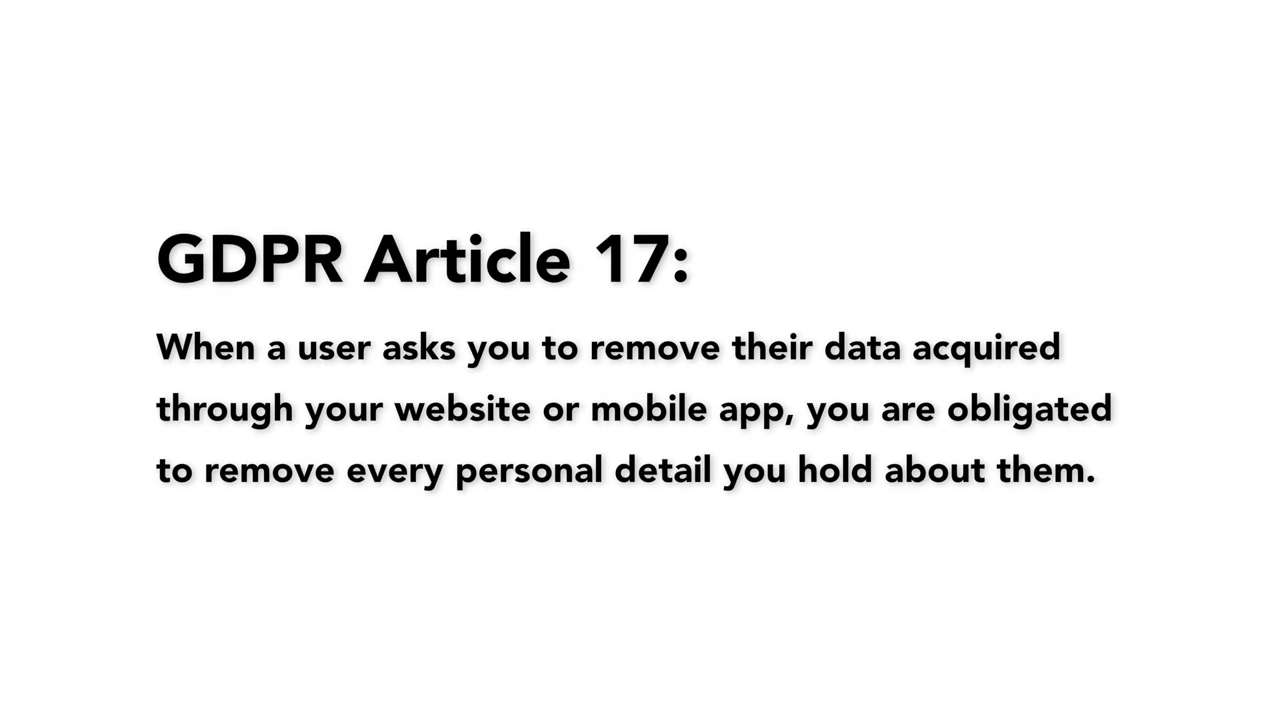 GDPR Article 17:
When a user asks you to remove their data acquired
through your website or mobile app, you are obligated
to remove every personal detail you hold about them.